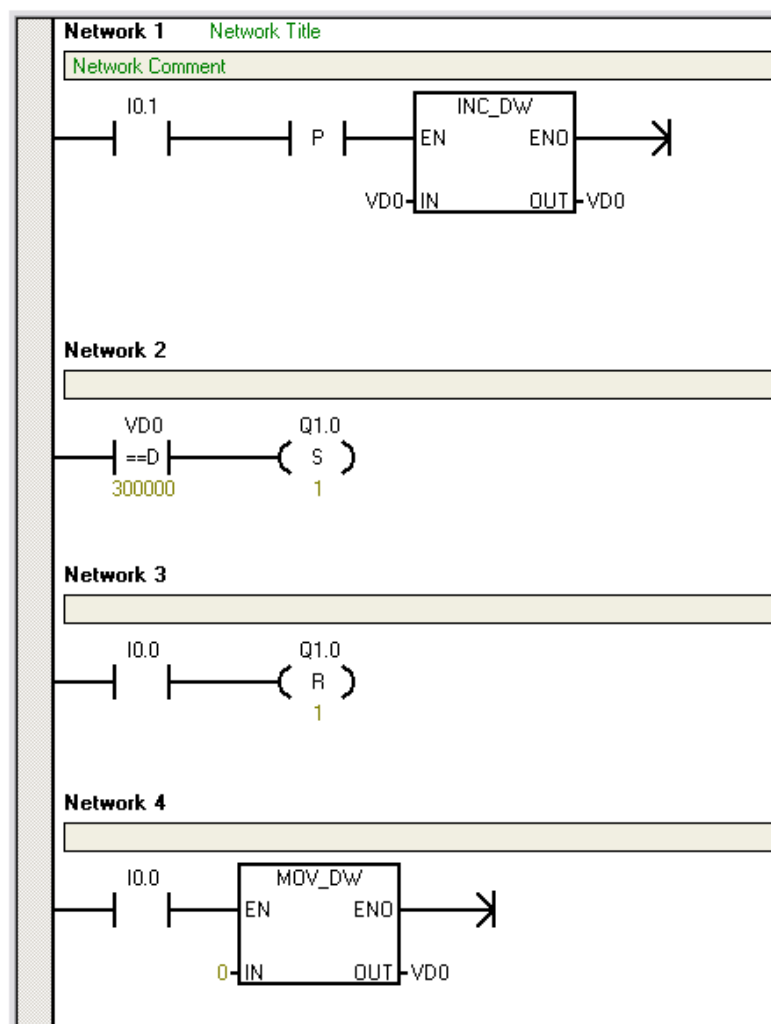 Network 1 Network Title
Network Comment
I0.1
INC_DW
P
EN ENO
VD0 IN OUT VD0
Network 2
VD0 Q1.0
==D S
300000 1
Network 3
I0.0 Q1.0
R
1
Network 4
I0.0 MOV_DW
EN ENO
0 IN OUT VD0